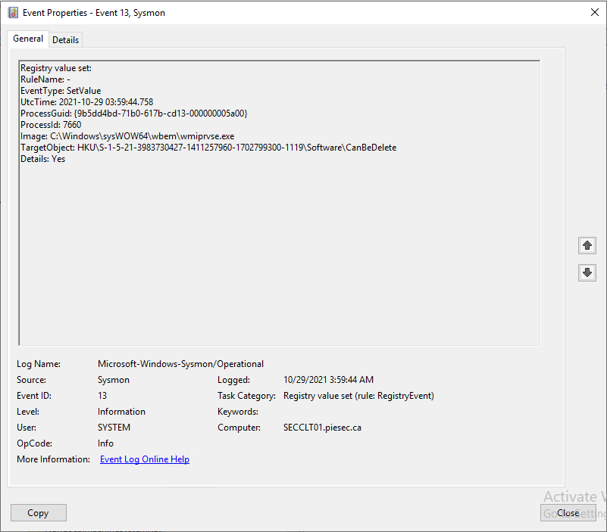 Event Properties - Event 13, Sysmon
General Details
Registry value set:
RuleName: -
EventType: SetValue
UtcTime: 2021-10-29 03:59:44.758
ProcessGuid: {9b5dd4bd-71b0-617b-cd13-000000005a00}
ProcessId: 7660
Image: C:\Windows\sysWOW64\wbem\wmiprvse.exe
TargetObject: HKU\S-1-5-21-3983730427-1411257960-1702799300-1119\Software\CanBeDelete
Details: Yes
Log Name: Microsoft-Windows-Sysmon/Operational
Source: Sysmon Logged: 10/29/2021 3:59:44 AM
Event ID: 13 Task Category: Registry value set (rule: RegistryEvent)
Level: Information Keywords:
User: SYSTEM Computer: SECCLT01.piesec.ca
OpCode: Info
More Information: Event Log Online Help
Activate
Copy Close